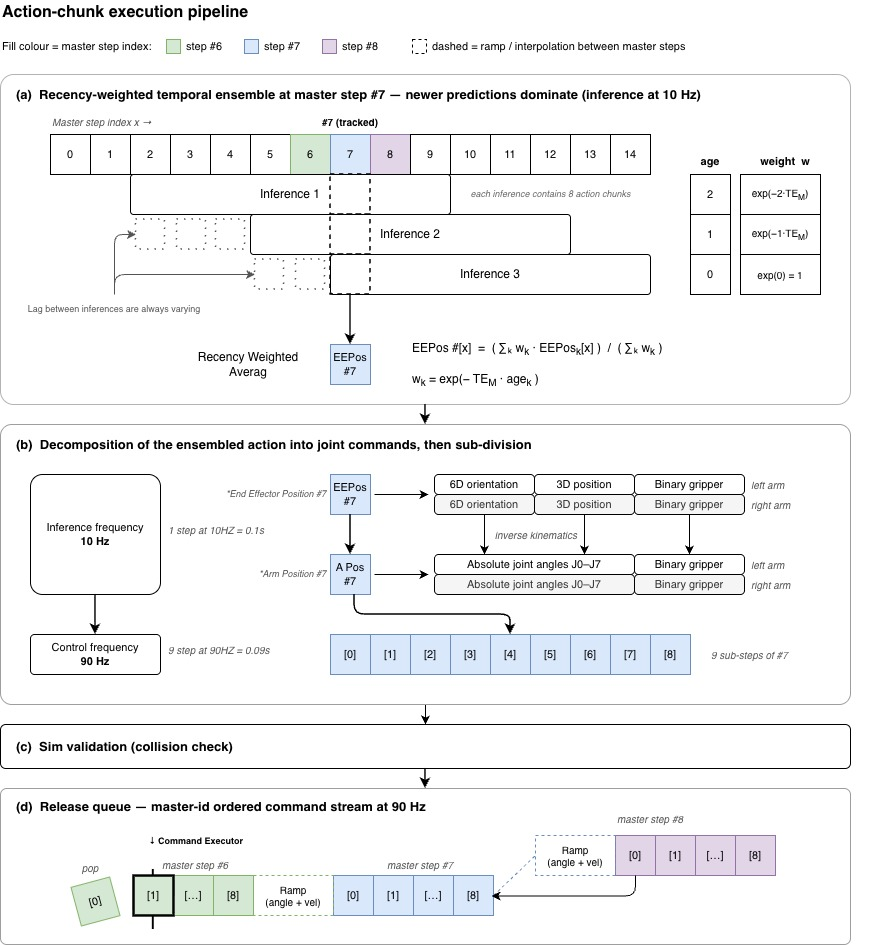 Action-chunk execution pipeline
Fill colour = master step index: step #6 step #7 step #8 dashed = ramp / interpolation between master steps
(a) Recency-weighted temporal ensemble at master step #7 — newer predictions dominate (inference at 10 Hz)
Master step index x → #7 (tracked)
0 1 2 3 4 5 6 7 8 9 10 11 12 13 14
age weight w
Inference 1 each inference contains 8 action chunks
2 exp(−2·TE_M)
Inference 2
1 exp(−1·TE_M)
Inference 3
0 exp(0) = 1
Lag between inferences are always varying
Recency Weighted
Averag
EEPos
#7
EEPos #[x] = ( ∑ₖ w_k · EEPos_k[x] ) / ( ∑ₖ w_k )
w_k = exp(− TE_M · age_k )
(b) Decomposition of the ensembled action into joint commands, then sub-division
Inference frequency
10 Hz
1 step at 10HZ = 0.1s
*End Effector Position #7
EEPos
#7
6D orientation 3D position Binary gripper left arm
6D orientation 3D position Binary gripper right arm
inverse kinematics
*Arm Position #7
A Pos
#7
Absolute joint angles J0–J7 Binary gripper left arm
Absolute joint angles J0–J7 Binary gripper right arm
Control frequency
90 Hz
9 step at 90HZ = 0.09s
[0] [1] [2] [3] [4] [5] [6] [7] [8] 9 sub-steps of #7
(c) Sim validation (collision check)
(d) Release queue — master-id ordered command stream at 90 Hz
master step #8
Ramp
(angle + vel)
[0] [1] [...] [8]
↓ Command Executor
pop master step #6 master step #7
[0] [1] [...] [8]
Ramp
(angle + vel)
[0] [1] [...] [8]